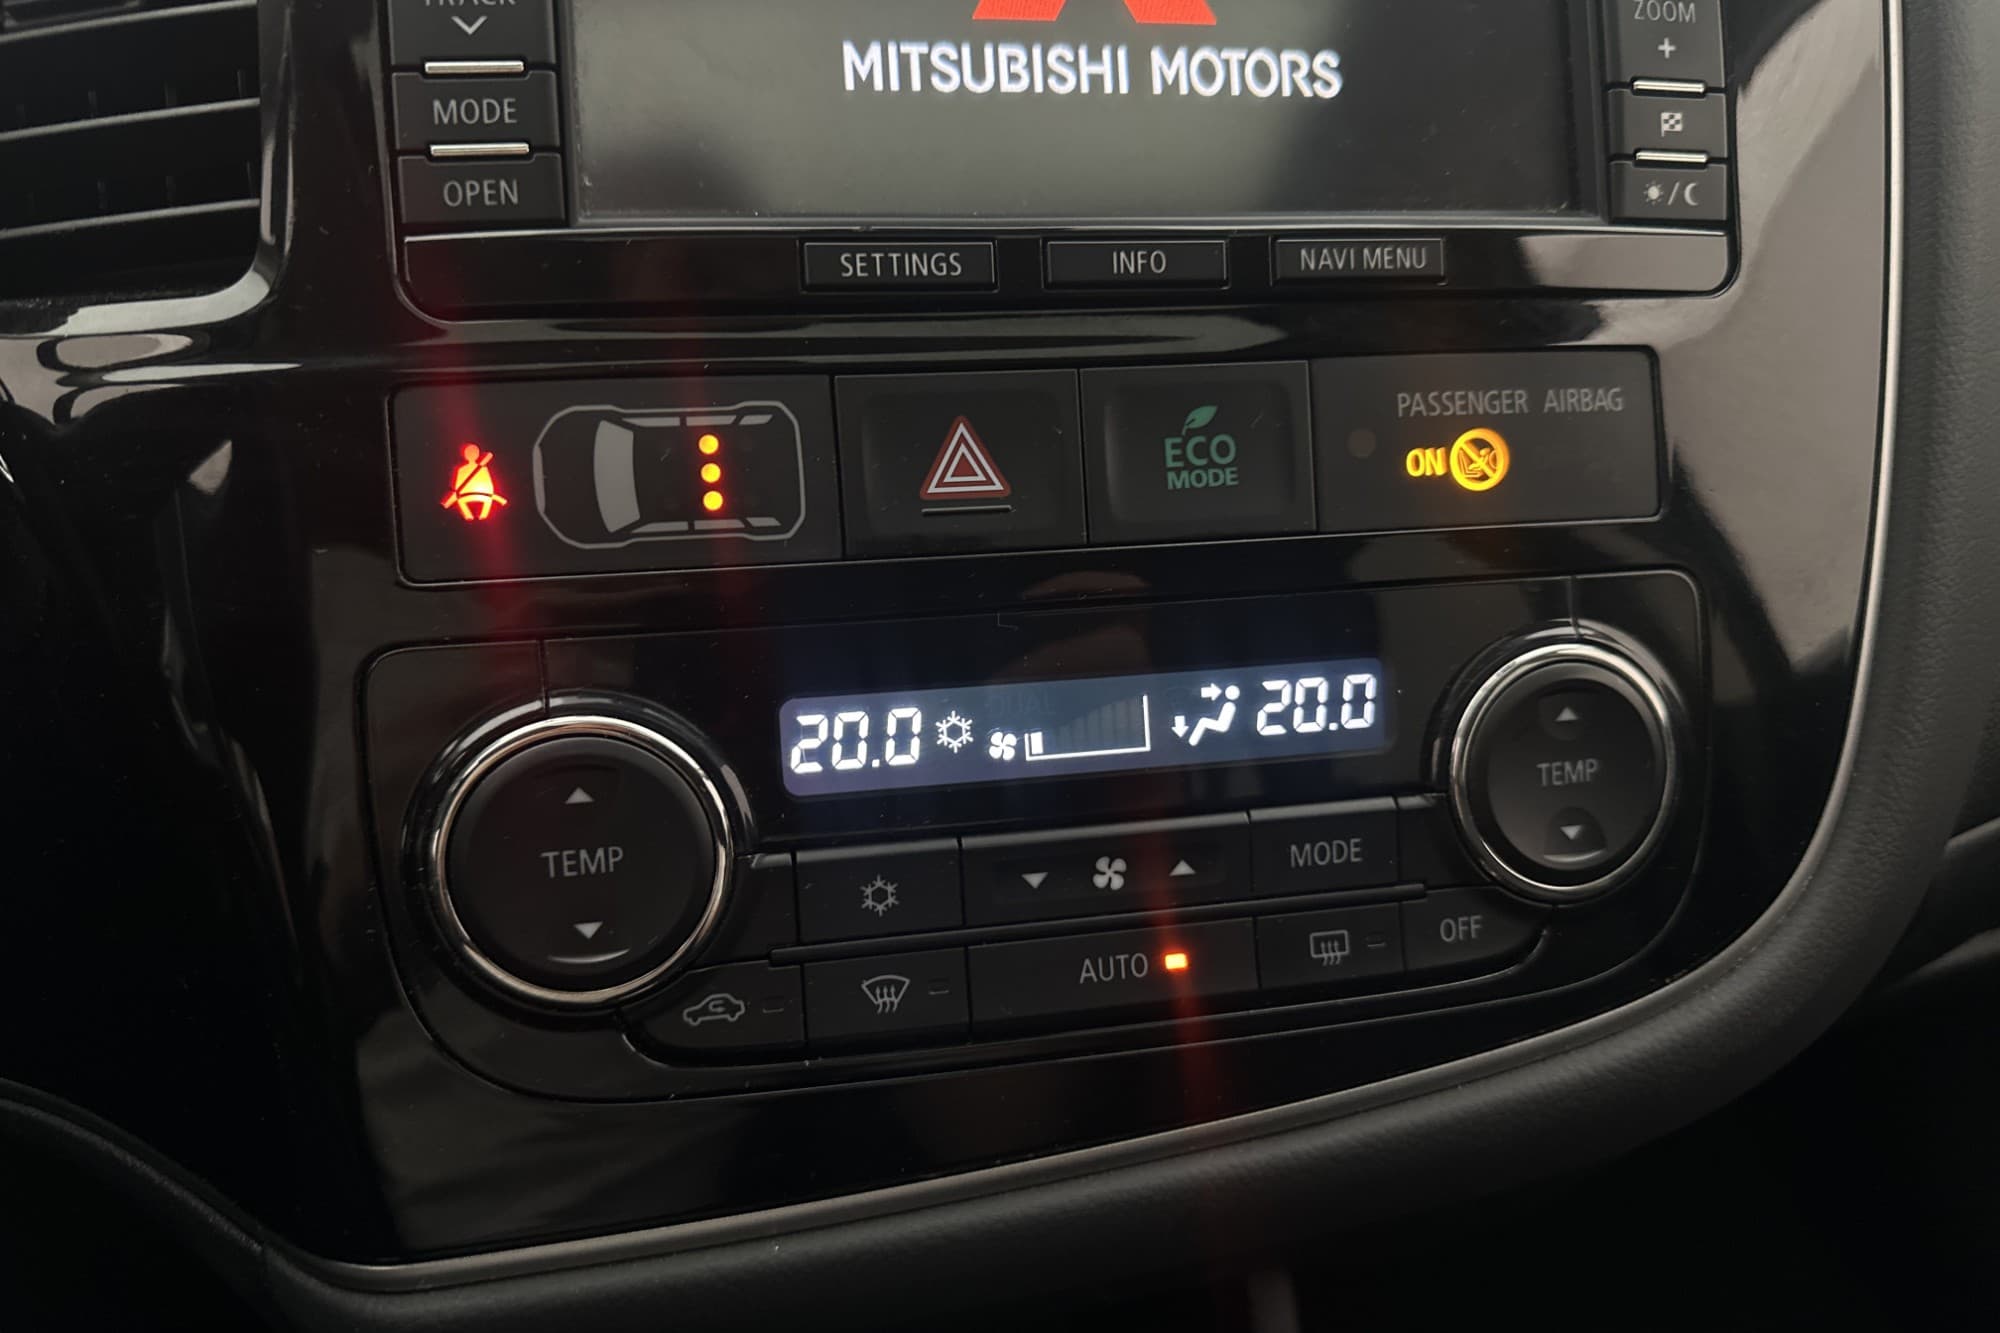 TRACK
MODE
OPEN
MITSUBISHI MOTORS
ZOOM
+
SETTINGS
INFO
NAVI MENU
ECO
MODE
PASSENGER AIRBAG
ON
20.0
20.0
TEMP
TEMP
MODE
AUTO
OFF